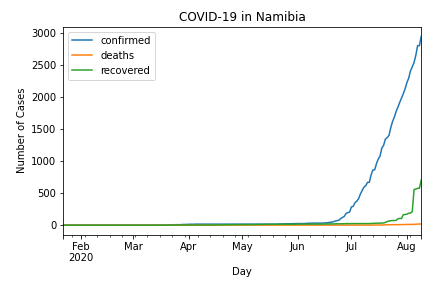 COVID-19 in Namibia
confirmed
deaths
recovered
Number of Cases
3000
2500
2000
1500
1000
500
0
Feb
2020
Mar
Apr
May
Jun
Jul
Aug
Day